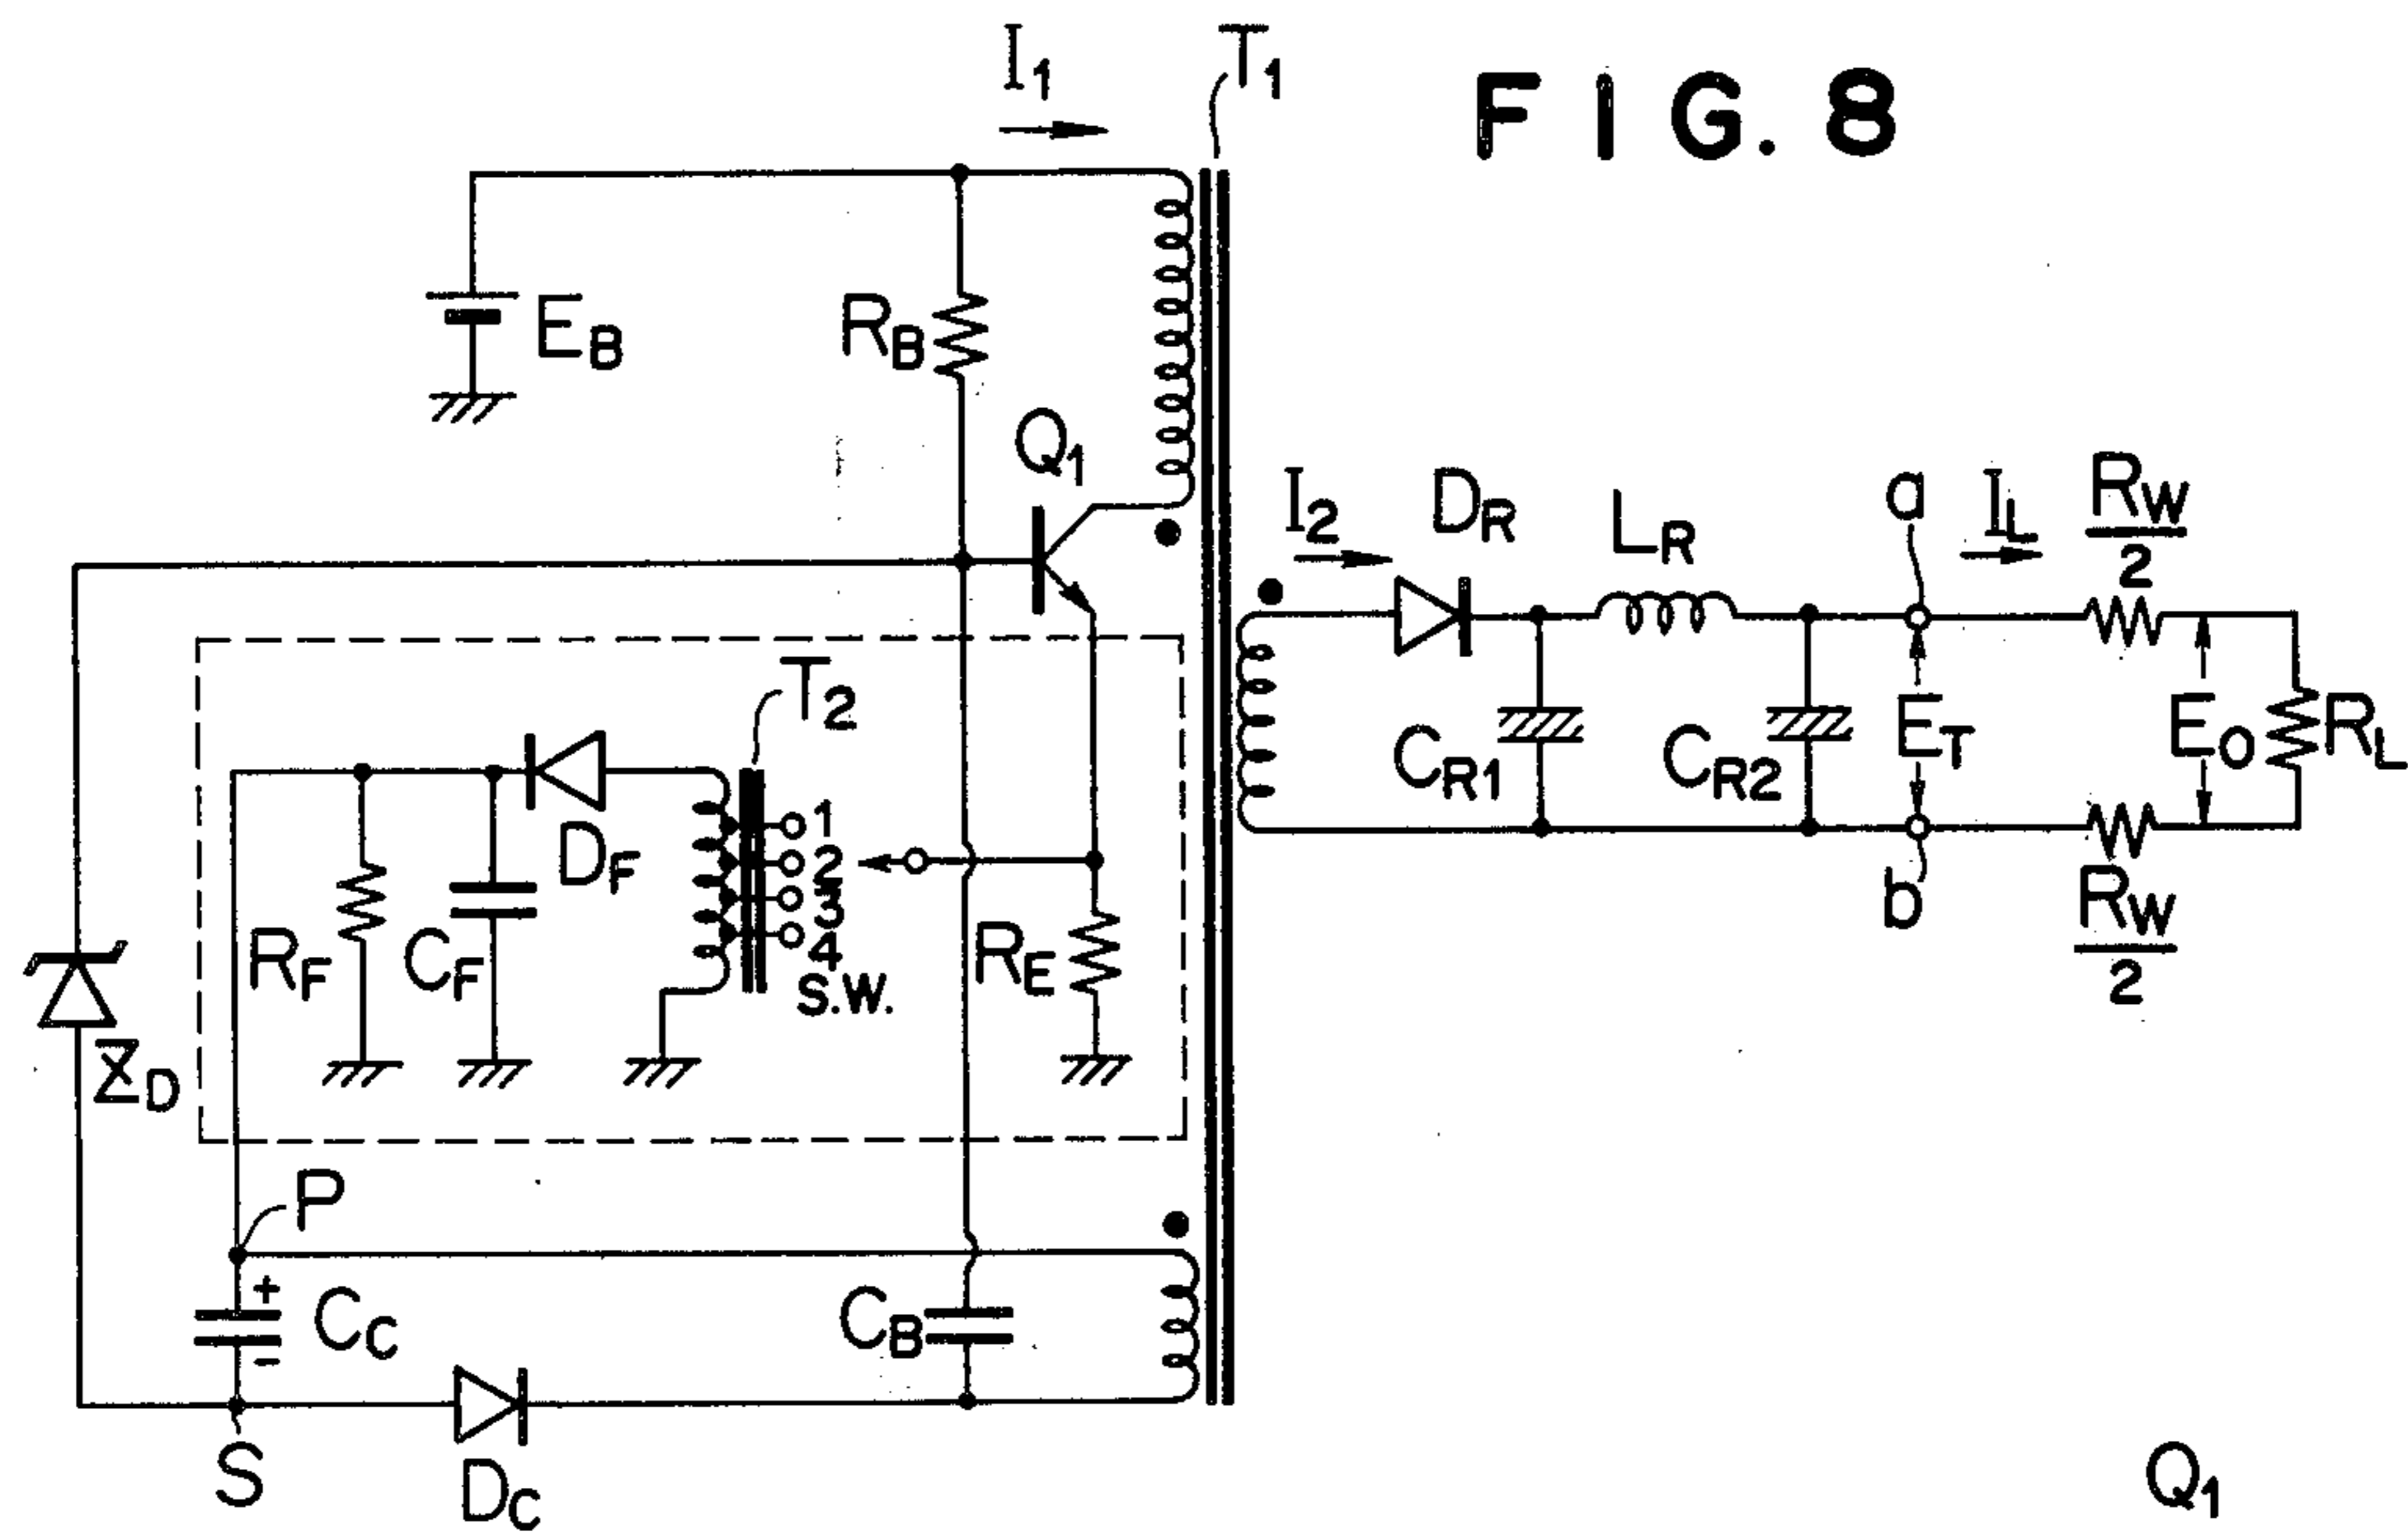 I1
T1
FIG. 8
EB
RB
Q1
I2
DR
LR
a
IL
RW/2
T2
DF
1
2
3
4
S.W.
RF
CF
RE
CR1
CR2
ET
EO
RL
b
RW/2
ZD
P
+
CC
-
CB
S
DC
Q1